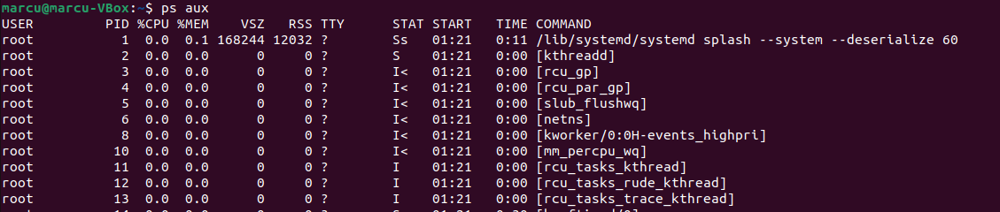 marcu@marcu-VBox:~$ ps aux
USER         PID %CPU %MEM    VSZ   RSS TTY      STAT START   TIME COMMAND
root           1  0.0  0.1 168244 12032 ?        Ss   01:21   0:11 /lib/systemd/systemd splash --system --deserialize 60
root           2  0.0  0.0      0     0 ?        S    01:21   0:00 [kthreadd]
root           3  0.0  0.0      0     0 ?        I<   01:21   0:00 [rcu_gp]
root           4  0.0  0.0      0     0 ?        I<   01:21   0:00 [rcu_par_gp]
root           5  0.0  0.0      0     0 ?        I<   01:21   0:00 [slub_flushwq]
root           6  0.0  0.0      0     0 ?        I<   01:21   0:00 [netns]
root           8  0.0  0.0      0     0 ?        I<   01:21   0:00 [kworker/0:0H-events_highpri]
root          10  0.0  0.0      0     0 ?        I<   01:21   0:00 [mm_percpu_wq]
root          11  0.0  0.0      0     0 ?        I    01:21   0:00 [rcu_tasks_kthread]
root          12  0.0  0.0      0     0 ?        I    01:21   0:00 [rcu_tasks_rude_kthread]
root          13  0.0  0.0      0     0 ?        I    01:21   0:00 [rcu_tasks_trace_kthread]